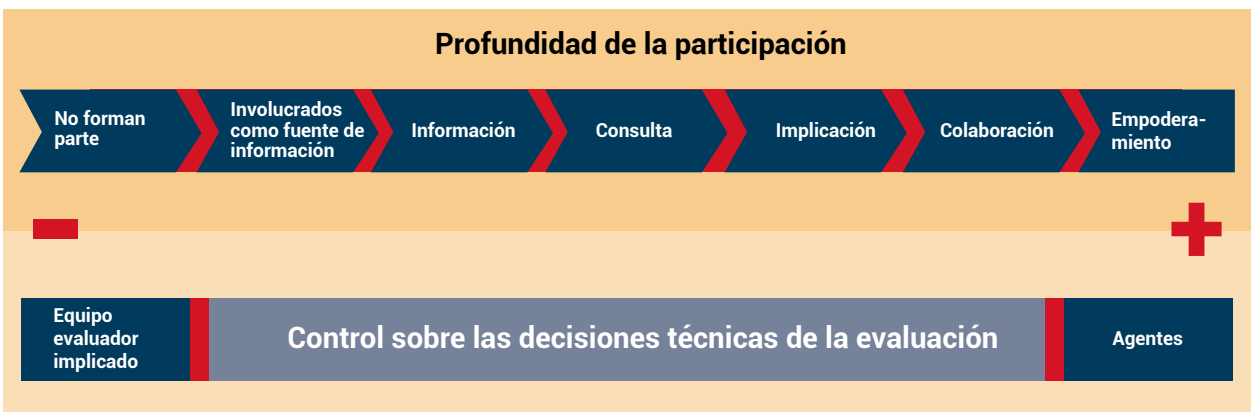 Profundidad de la participación
No forman
parte
Involucrados
como fuente de
información
Información
Consulta
Implicación
Colaboración
Empodera-
miento
Equipo
evaluador
implicado
Control sobre las decisiones técnicas de la evaluación
Agentes